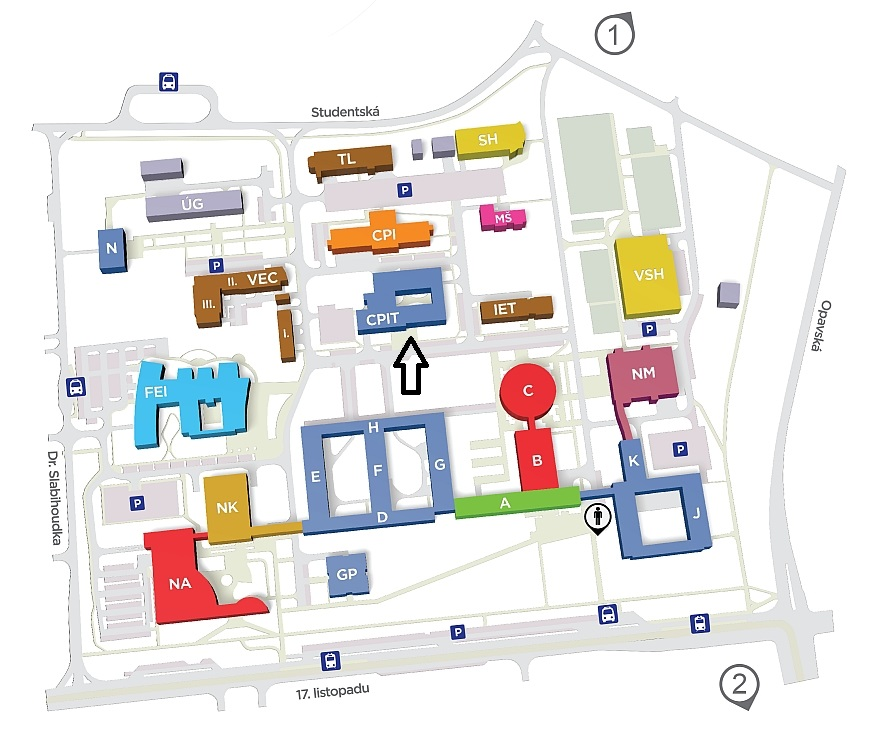 1
Studentská
TL
SH
P
ÚG
MŠ
N
CPI
P
II. VEC
III.
VSH
CPIT
IET
I.
P
Opavská
FEI
C
NM
H
E
F
G
B
K
P
Dr. Slabihoudka
P
NK
A
D
J
NA
GP
P
17. listopadu
2